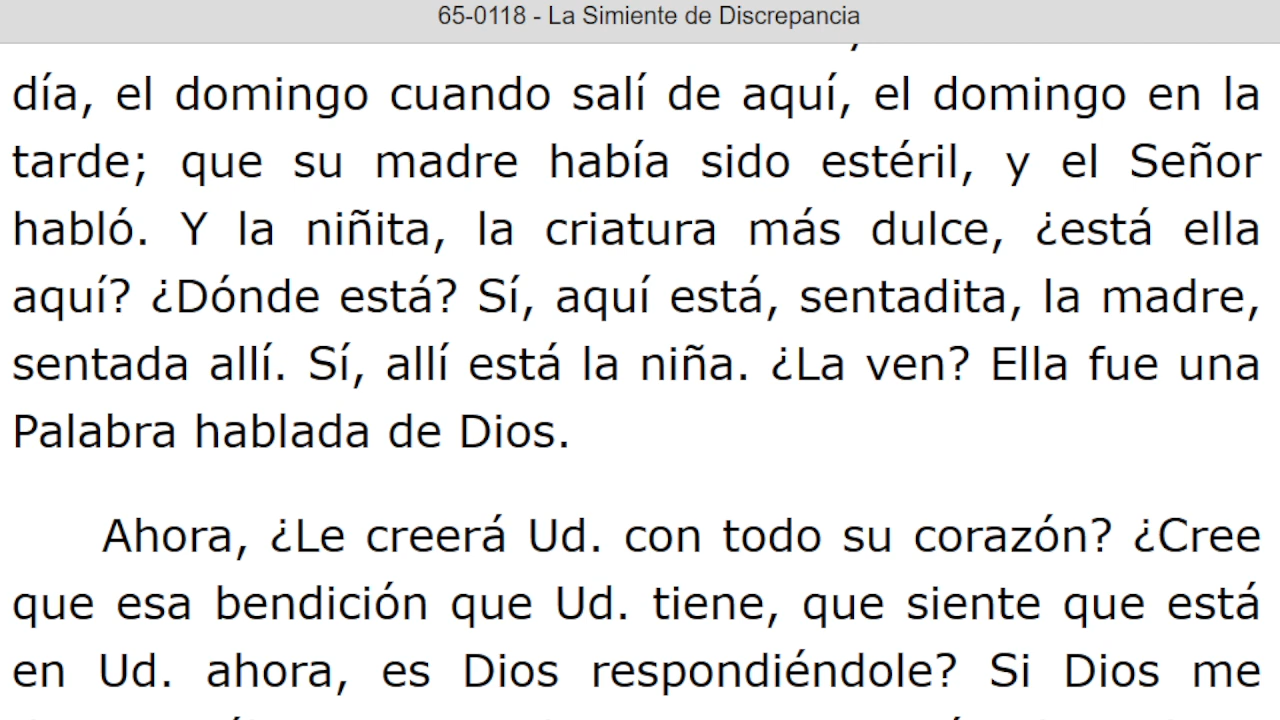 65-0118 - La Simiente de Discrepancia
día, el domingo cuando salí de aquí, el domingo en la
tarde; que su madre había sido estéril, y el Señor
habló. Y la niñita, la criatura más dulce, ¿está ella
aquí? ¿Dónde está? Sí, aquí está, sentadita, la madre,
sentada allí. Sí, allí está la niña. ¿La ven? Ella fue una
Palabra hablada de Dios.
Ahora, ¿Le creerá Ud. con todo su corazón? ¿Cree
que esa bendición que Ud. tiene, que siente que está
en Ud. ahora, es Dios respondiéndole? Si Dios me